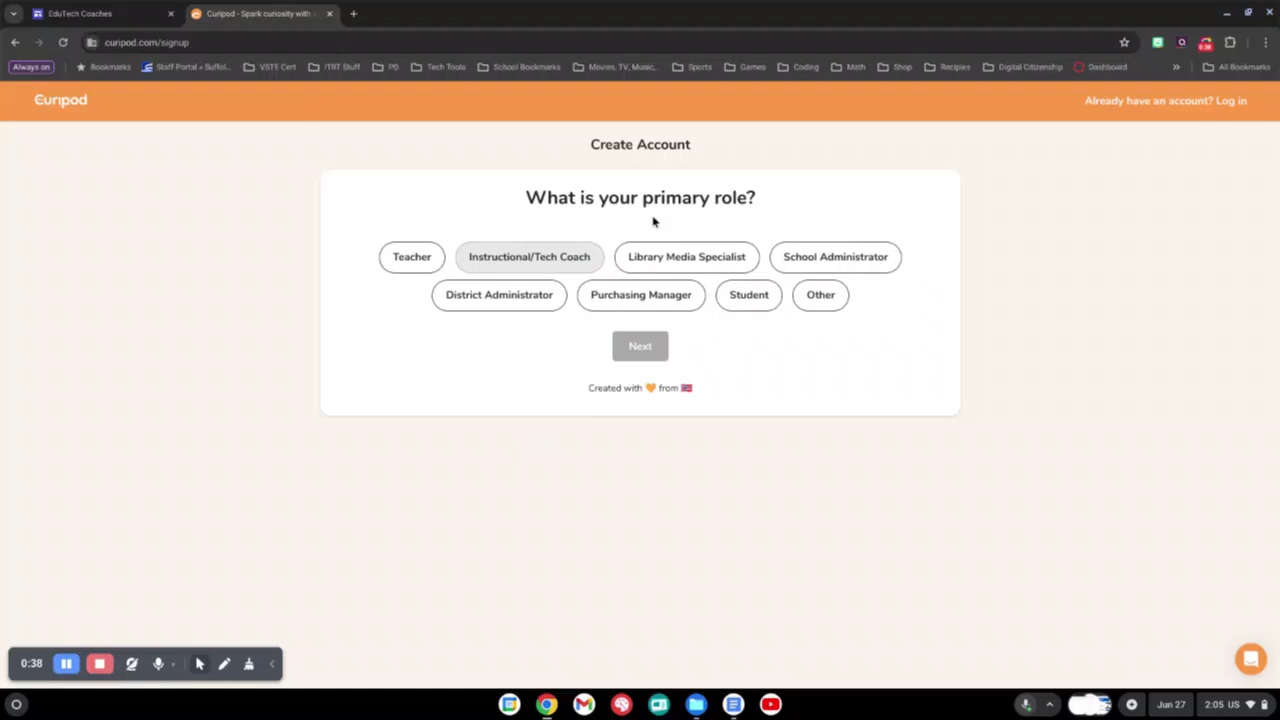 EduTech Coaches
Curipod - Spark curiosity with
curipod.com/signup
0:38
Always on
Bookmarks
Staff Portal » Suffol...
VSTE Cert
ITRT Stuff
PD
Tech Tools
School Bookmarks
Movies, TV, Music,...
Sports
Games
Coding
Math
Shop
Recipies
Digital Citizenship
Dashboard
»
All Bookmarks
Curipod
Already have an account? Log in
Create Account
What is your primary role?
Teacher
Instructional/Tech Coach
Library Media Specialist
School Administrator
District Administrator
Purchasing Manager
Student
Other
Next
Created with 🧡 from 🇳🇴
0:38
Jun 27
2:05 US